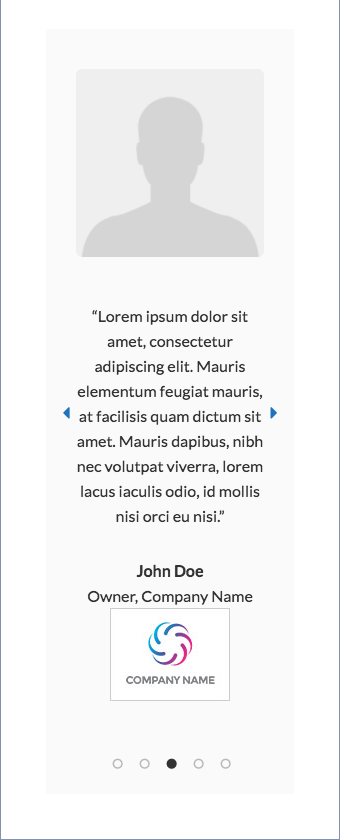 “Lorem ipsum dolor sit
amet, consectetur
adipiscing elit. Mauris
elementum feugiat mauris,
at facilisis quam dictum sit
amet. Mauris dapibus, nibh
nec volutpat viverra, lorem
lacus iaculis odio, id mollis
nisi orci eu nisi.”
John Doe
Owner, Company Name
COMPANY NAME